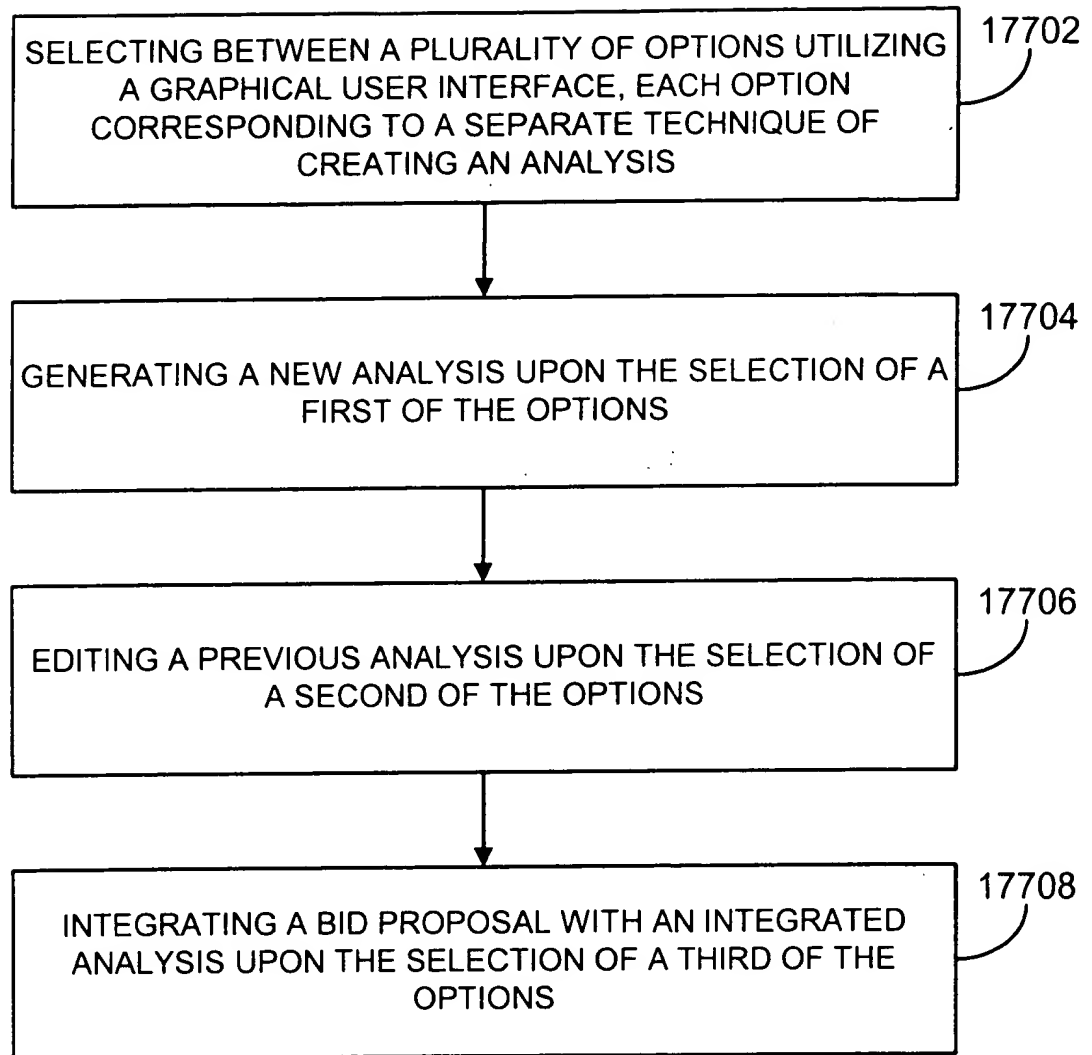 SELECTING BETWEEN A PLURALITY OF OPTIONS UTILIZING
A GRAPHICAL USER INTERFACE, EACH OPTION
CORRESPONDING TO A SEPARATE TECHNIQUE OF
CREATING AN ANALYSIS
17702
GENERATING A NEW ANALYSIS UPON THE SELECTION OF A
FIRST OF THE OPTIONS
17704
EDITING A PREVIOUS ANALYSIS UPON THE SELECTION OF
A SECOND OF THE OPTIONS
17706
INTEGRATING A BID PROPOSAL WITH AN INTEGRATED
ANALYSIS UPON THE SELECTION OF A THIRD OF THE
OPTIONS
17708